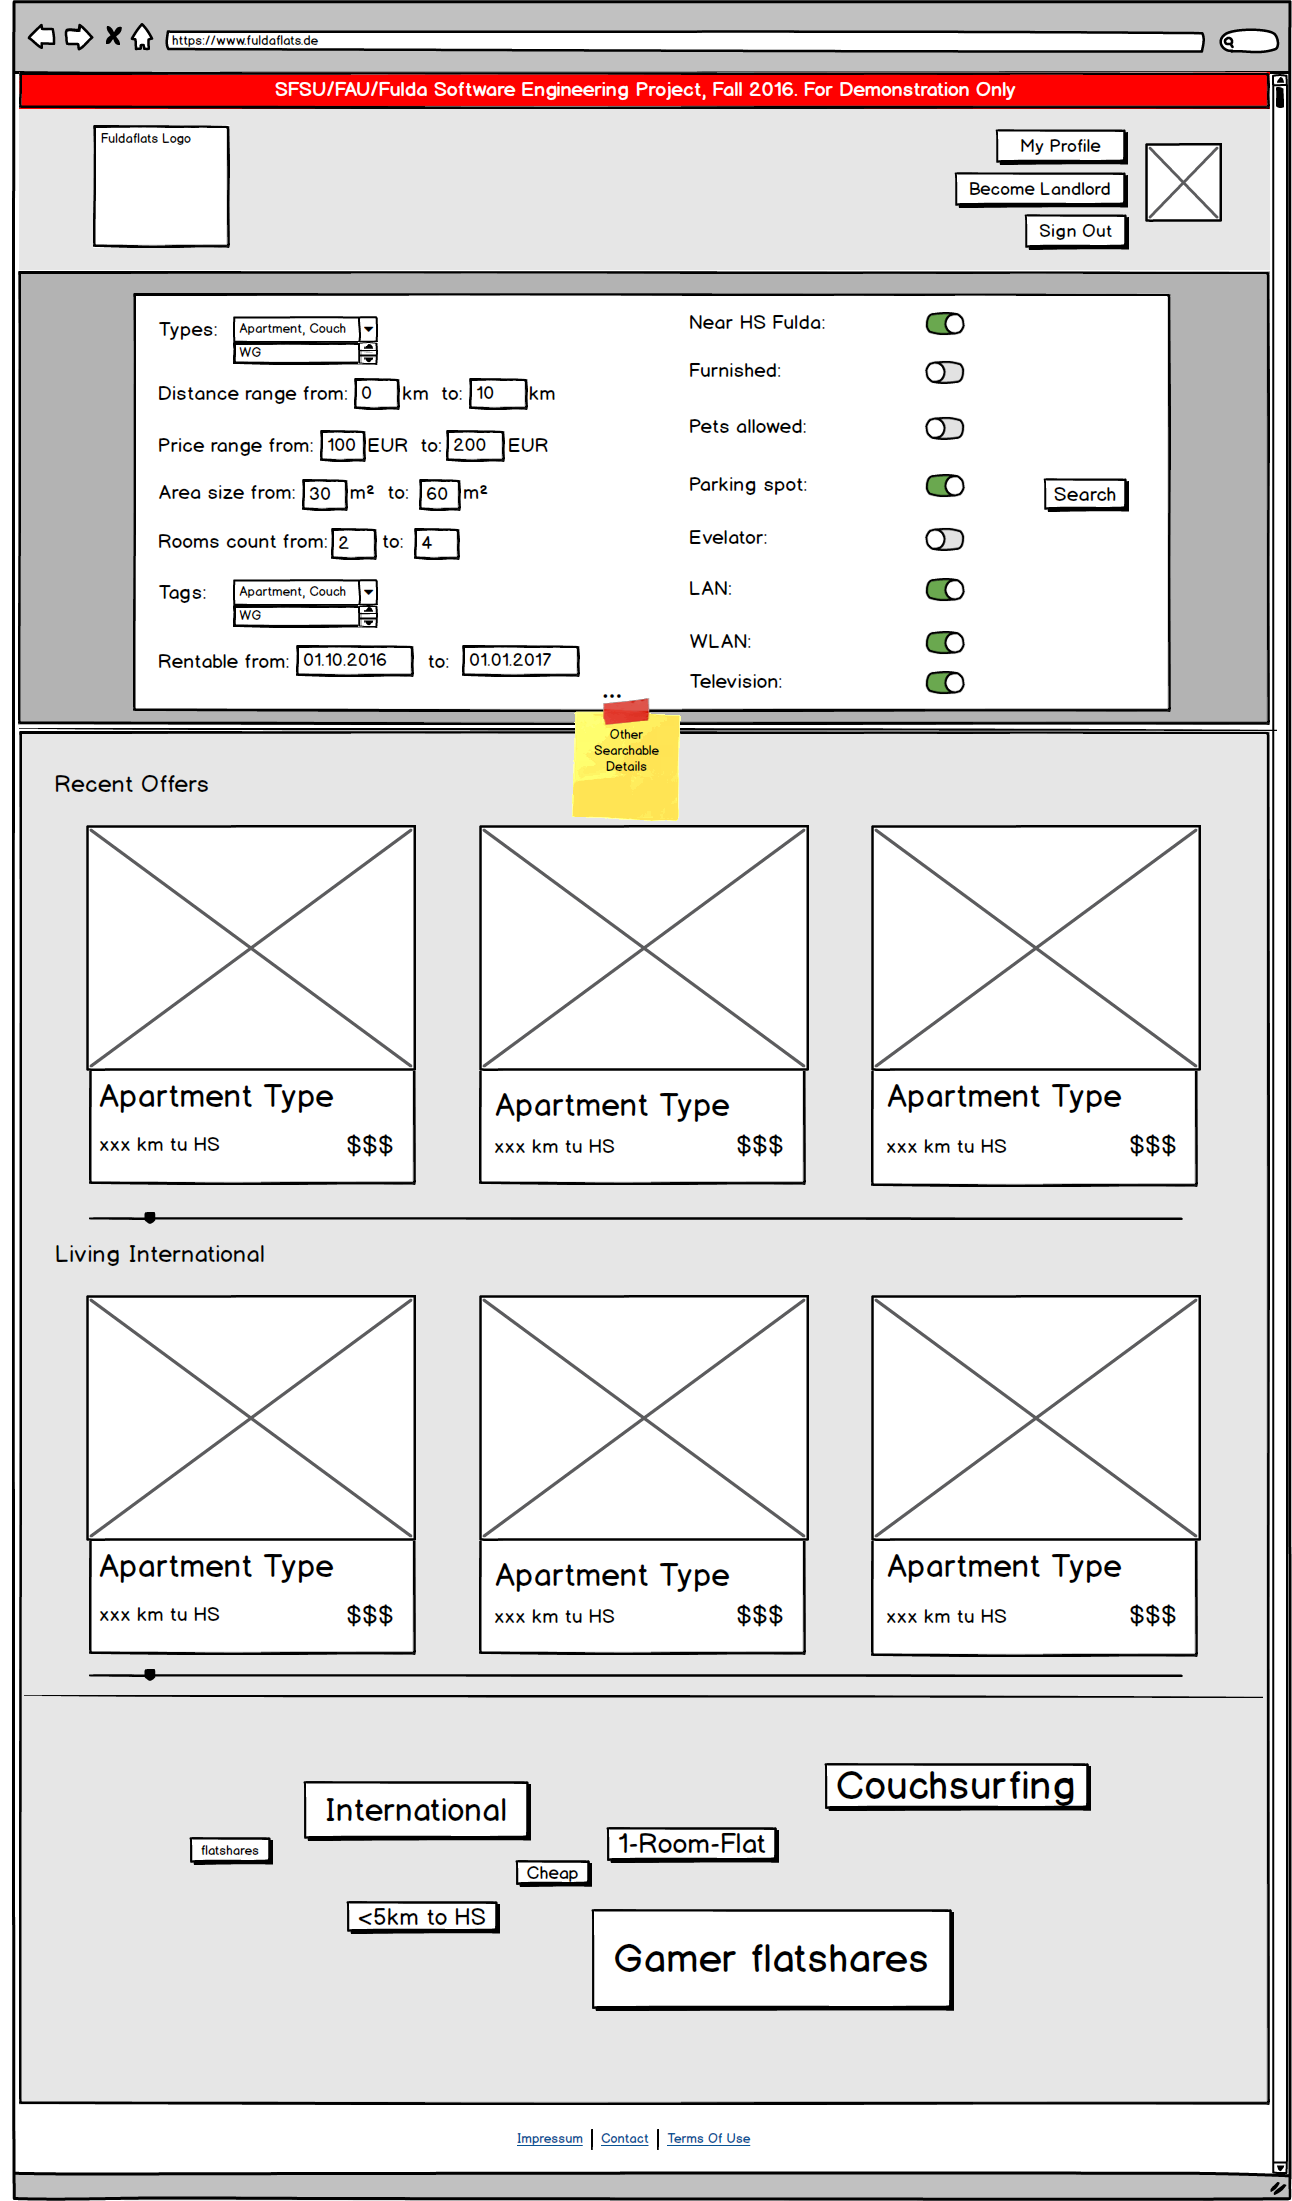 https://www.fuldaflats.de
SFSU/FAU/Fulda Software Engineering Project, Fall 2016. For Demonstration Only
Fuldaflats Logo
My Profile
Become Landlord
Sign Out
Types: Apartment, Couch
WG
Distance range from: 0 km to: 10 km
Price range from: 100 EUR to: 200 EUR
Area size from: 30 m² to: 60 m²
Rooms count from: 2 to: 4
Tags: Apartment, Couch
WG
Rentable from: 01.10.2016 to: 01.01.2017
Near HS Fulda:
Furnished:
Pets allowed:
Parking spot:
Evelator:
LAN:
WLAN:
Television:
Search
...
Other
Searchable
Details
Recent Offers
Apartment Type
xxx km tu HS $$$
Apartment Type
xxx km tu HS $$$
Apartment Type
xxx km tu HS $$$
Living International
Apartment Type
xxx km tu HS $$$
Apartment Type
xxx km tu HS $$$
Apartment Type
xxx km tu HS $$$
Couchsurfing
International
1-Room-Flat
flatshares
Cheap
<5km to HS
Gamer flatshares
Impressum | Contact | Terms Of Use